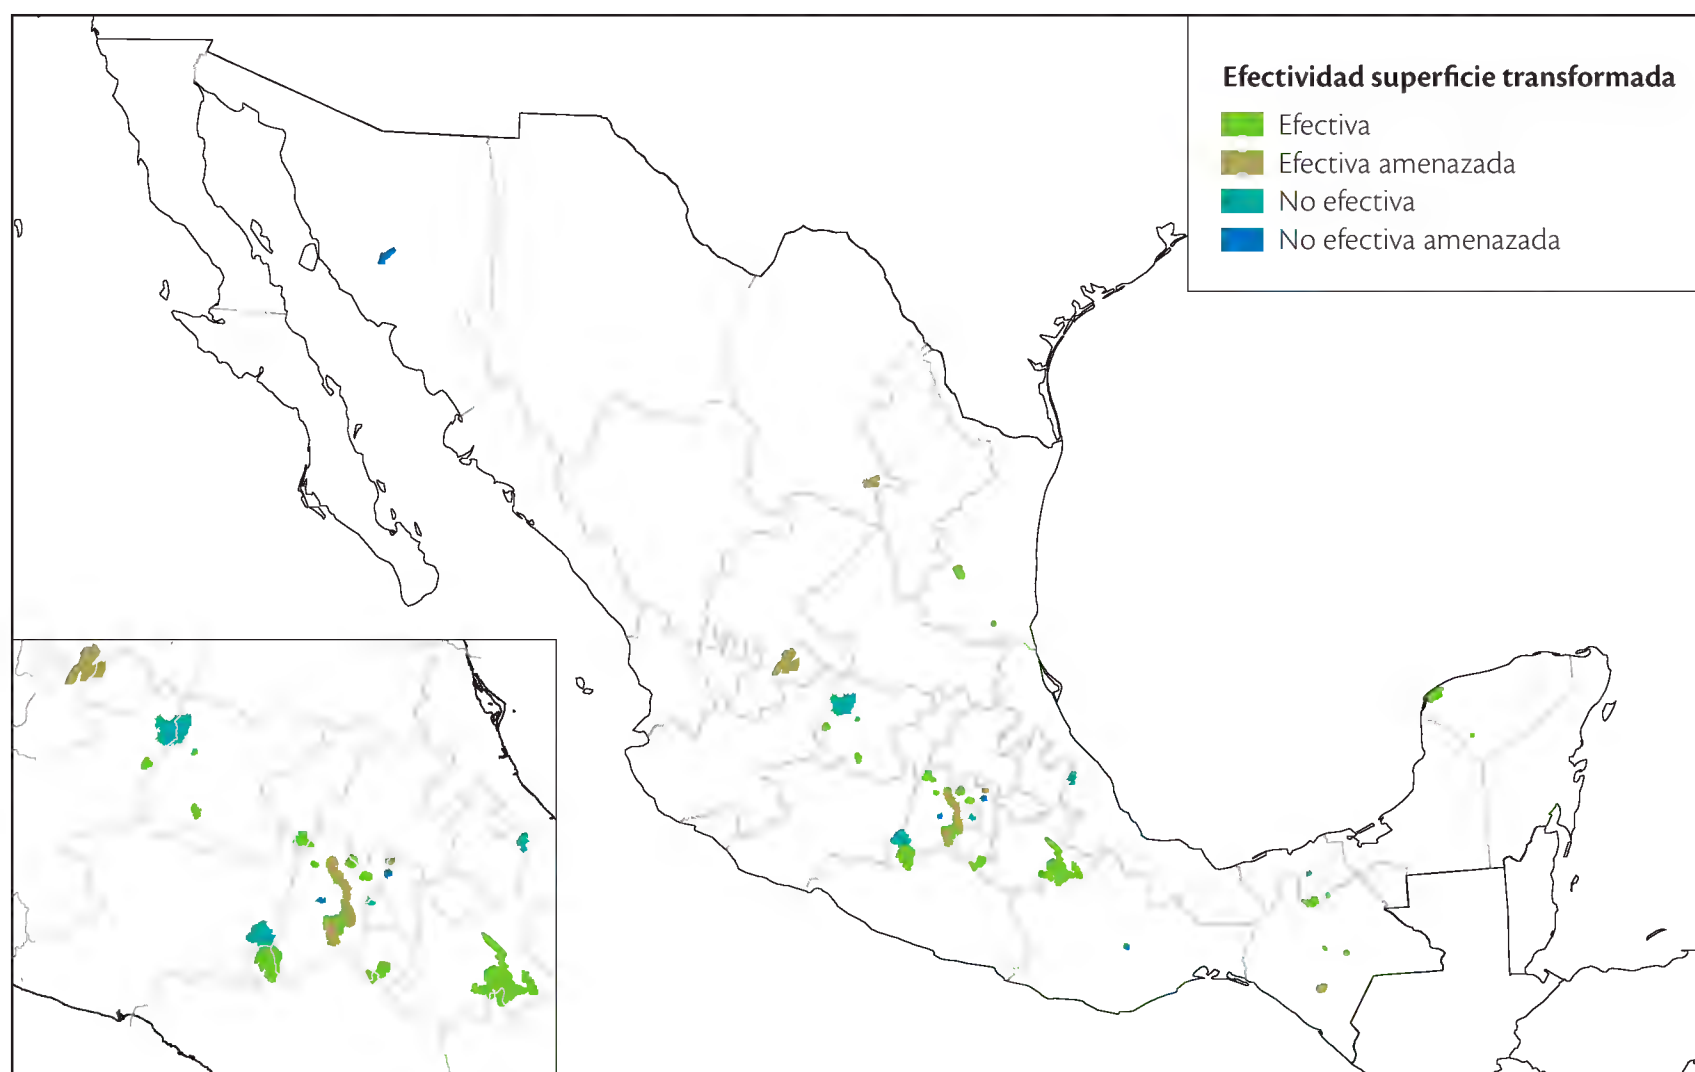 Efectividad superficie transformada
Efectiva
Efectiva amenazada
No efectiva
No efectiva amenazada